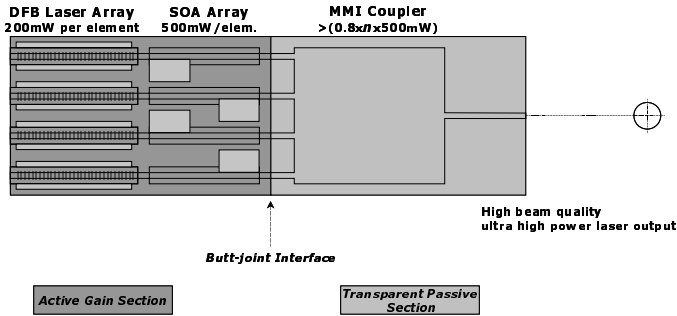 DFB Laser Array
200mW per element
SOA Array
500mW/elem.
MMI Coupler
>(0.8xnx500mW)
High beam quality
ultra high power laser output
Butt-joint Interface
Active Gain Section
Transparent Passive
Section